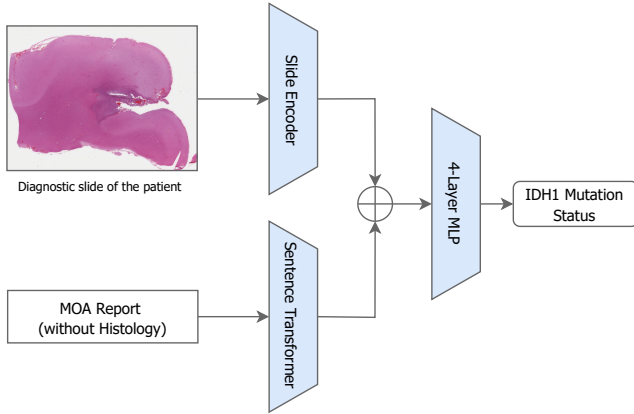 Slide Encoder
Diagnostic slide of the patient
4-Layer MLP
IDH1 Mutation
Status
Sentence Transformer
MOA Report
(without Histology)